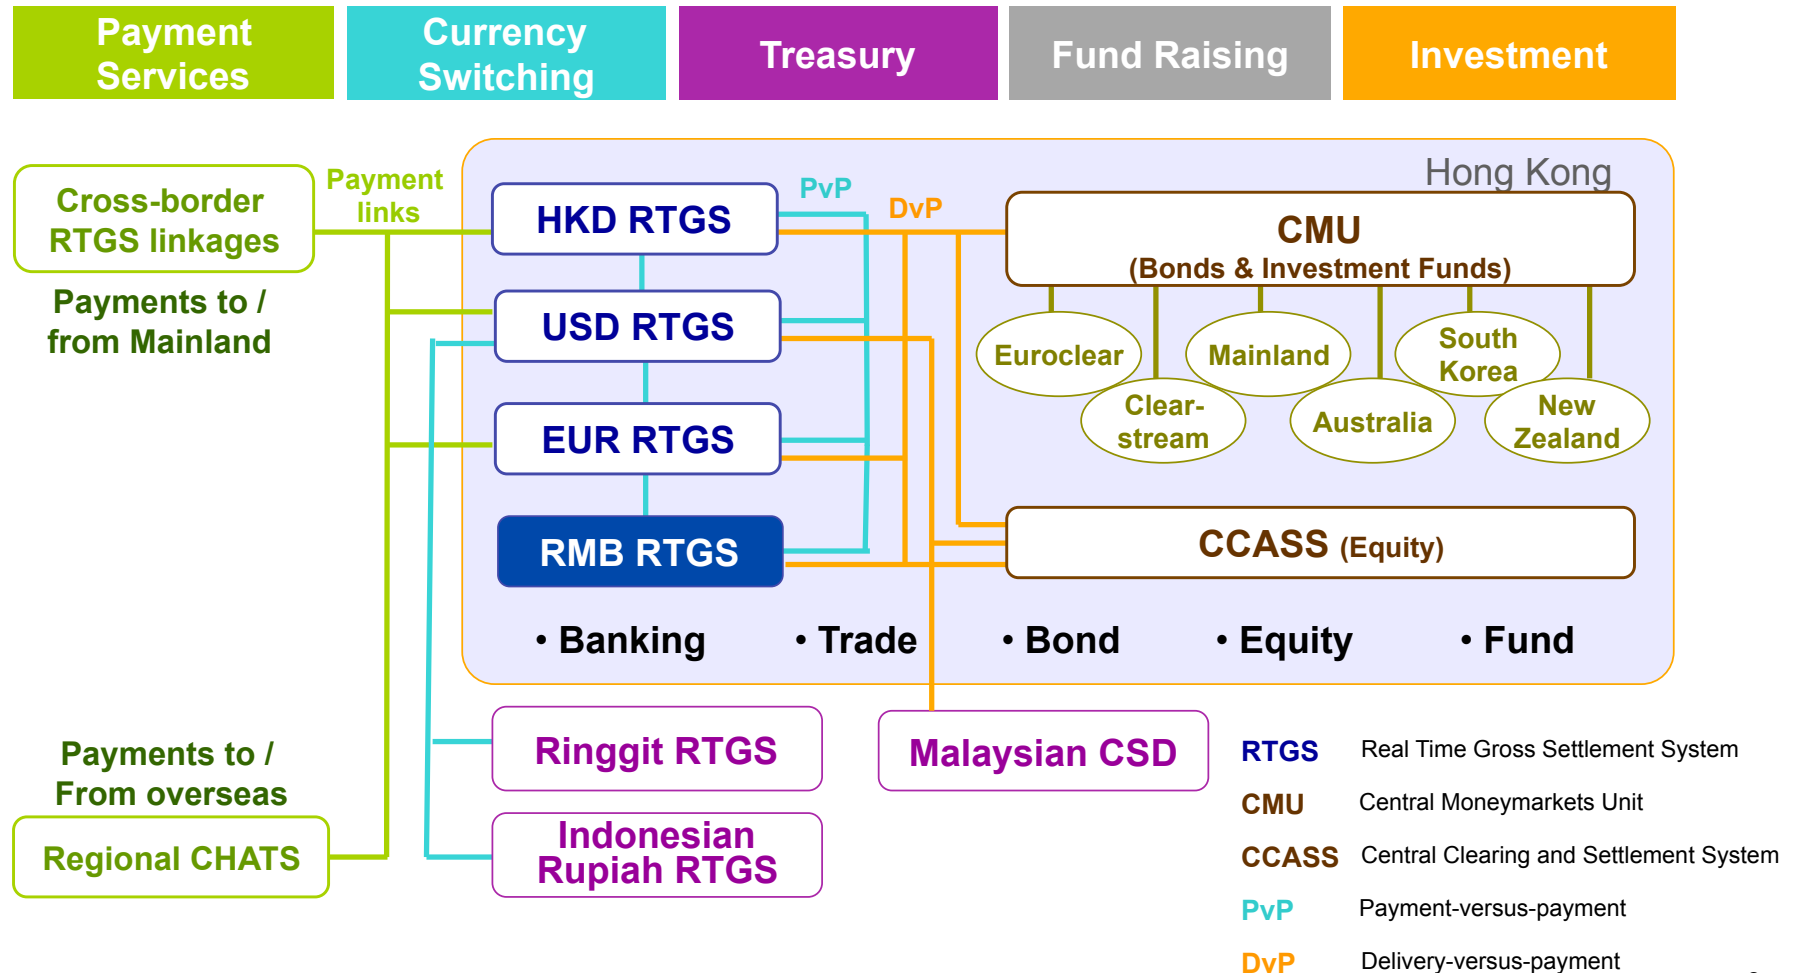 Payment
Services
Currency
Switching
Treasury
Fund Raising
Investment
Hong Kong
Cross-border
RTGS linkages
Payment
links
Payments to /
from Mainland
HKD RTGS
USD RTGS
EUR RTGS
RMB RTGS
PvP
DvP
CMU
(Bonds & Investment Funds)
Euroclear
Clear-
stream
Mainland
Australia
South
Korea
New
Zealand
CCASS (Equity)
• Banking
• Trade
• Bond
• Equity
• Fund
Payments to /
From overseas
Regional CHATS
Ringgit RTGS
Indonesian
Rupiah RTGS
Malaysian CSD
RTGS Real Time Gross Settlement System
CMU Central Moneymarkets Unit
CCASS Central Clearing and Settlement System
PvP Payment-versus-payment
DvP Delivery-versus-payment